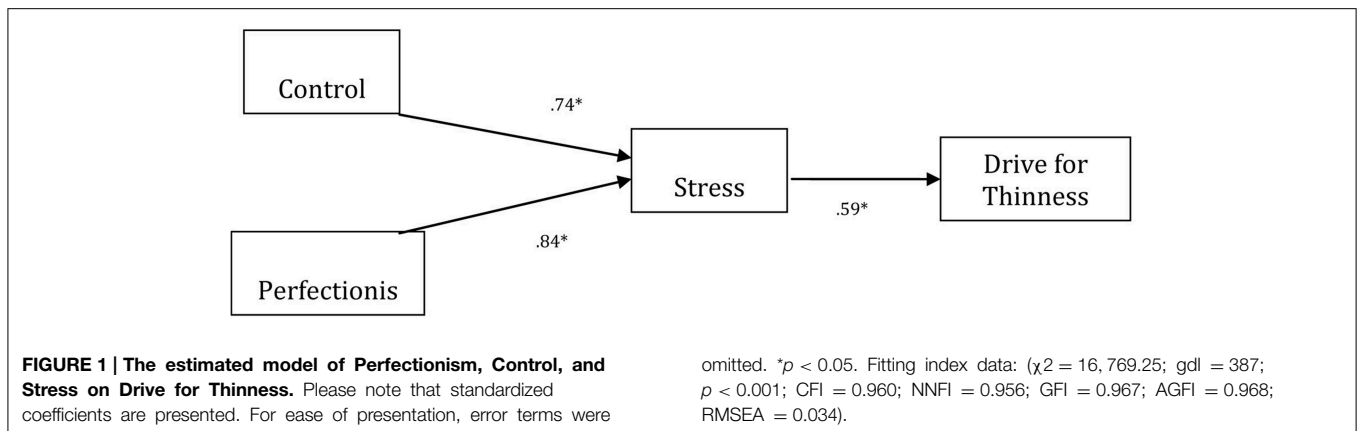 Control
.74*
Stress
.59*
Drive for
Thinness
.84*
Perfectionis
FIGURE 1 | The estimated model of Perfectionism, Control, and
Stress on Drive for Thinness. Please note that standardized
coefficients are presented. For ease of presentation, error terms were
omitted. *p < 0.05. Fitting index data: (χ2 = 16, 769.25; gdl = 387;
p < 0.001; CFI = 0.960; NNFI = 0.956; GFI = 0.967; AGFI = 0.968;
RMSEA = 0.034).